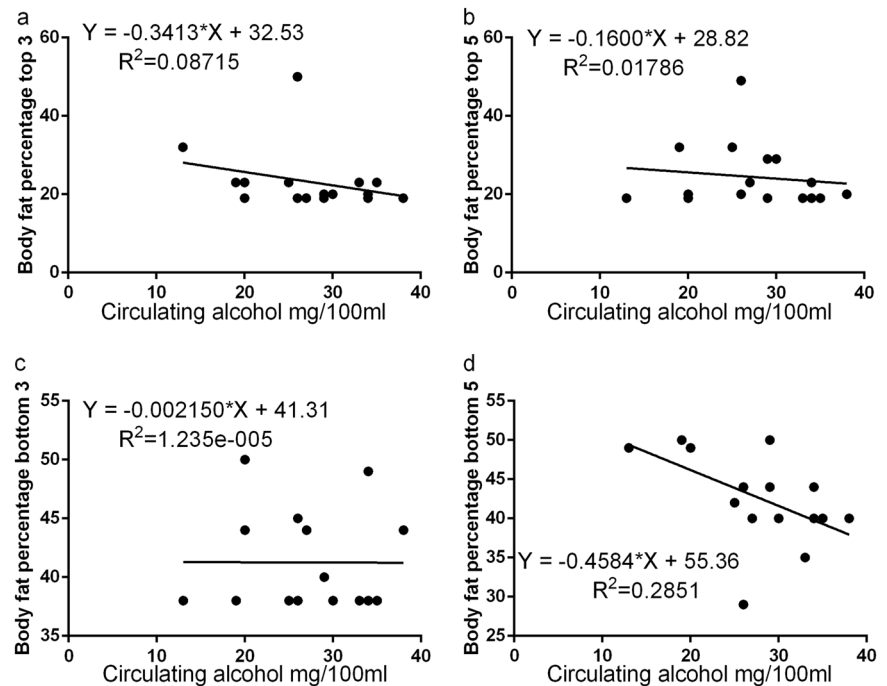 a
Y = -0.3413*X + 32.53
R²=0.08715
Body fat percentage top 3
60
40
20
0
0 10 20 30 40
Circulating alcohol mg/100ml
b
Y = -0.1600*X + 28.82
R²=0.01786
Body fat percentage top 5
60
40
20
0
0 10 20 30 40
Circulating alcohol mg/100ml
c
Y = -0.002150*X + 41.31
R²=1.235e-005
Body fat percentage bottom 3
55
50
45
40
35
0 10 20 30 40
Circulating alcohol mg/100ml
d
Y = -0.4584*X + 55.36
R²=0.2851
Body fat percentage bottom 5
55
50
45
40
35
30
25
0 10 20 30 40
Circulating alcohol mg/100ml